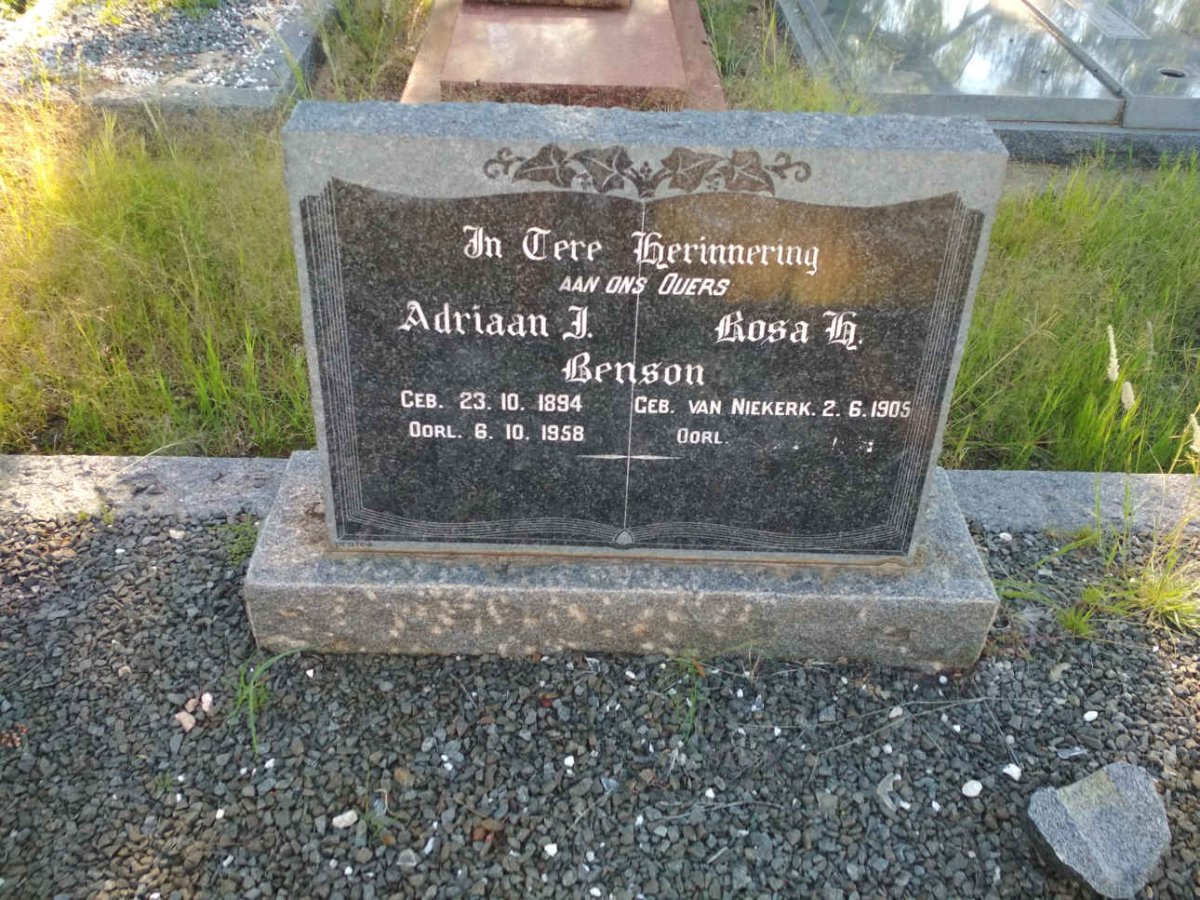 In Tere Herinnering
AAN ONS OUERS
Adriaan J. Rosa H.
Benson
GEB. 23. 10. 1894 GEB. VAN NIEKERK. 2. 6. 1905
OORL. 6. 10. 1958 OORL.